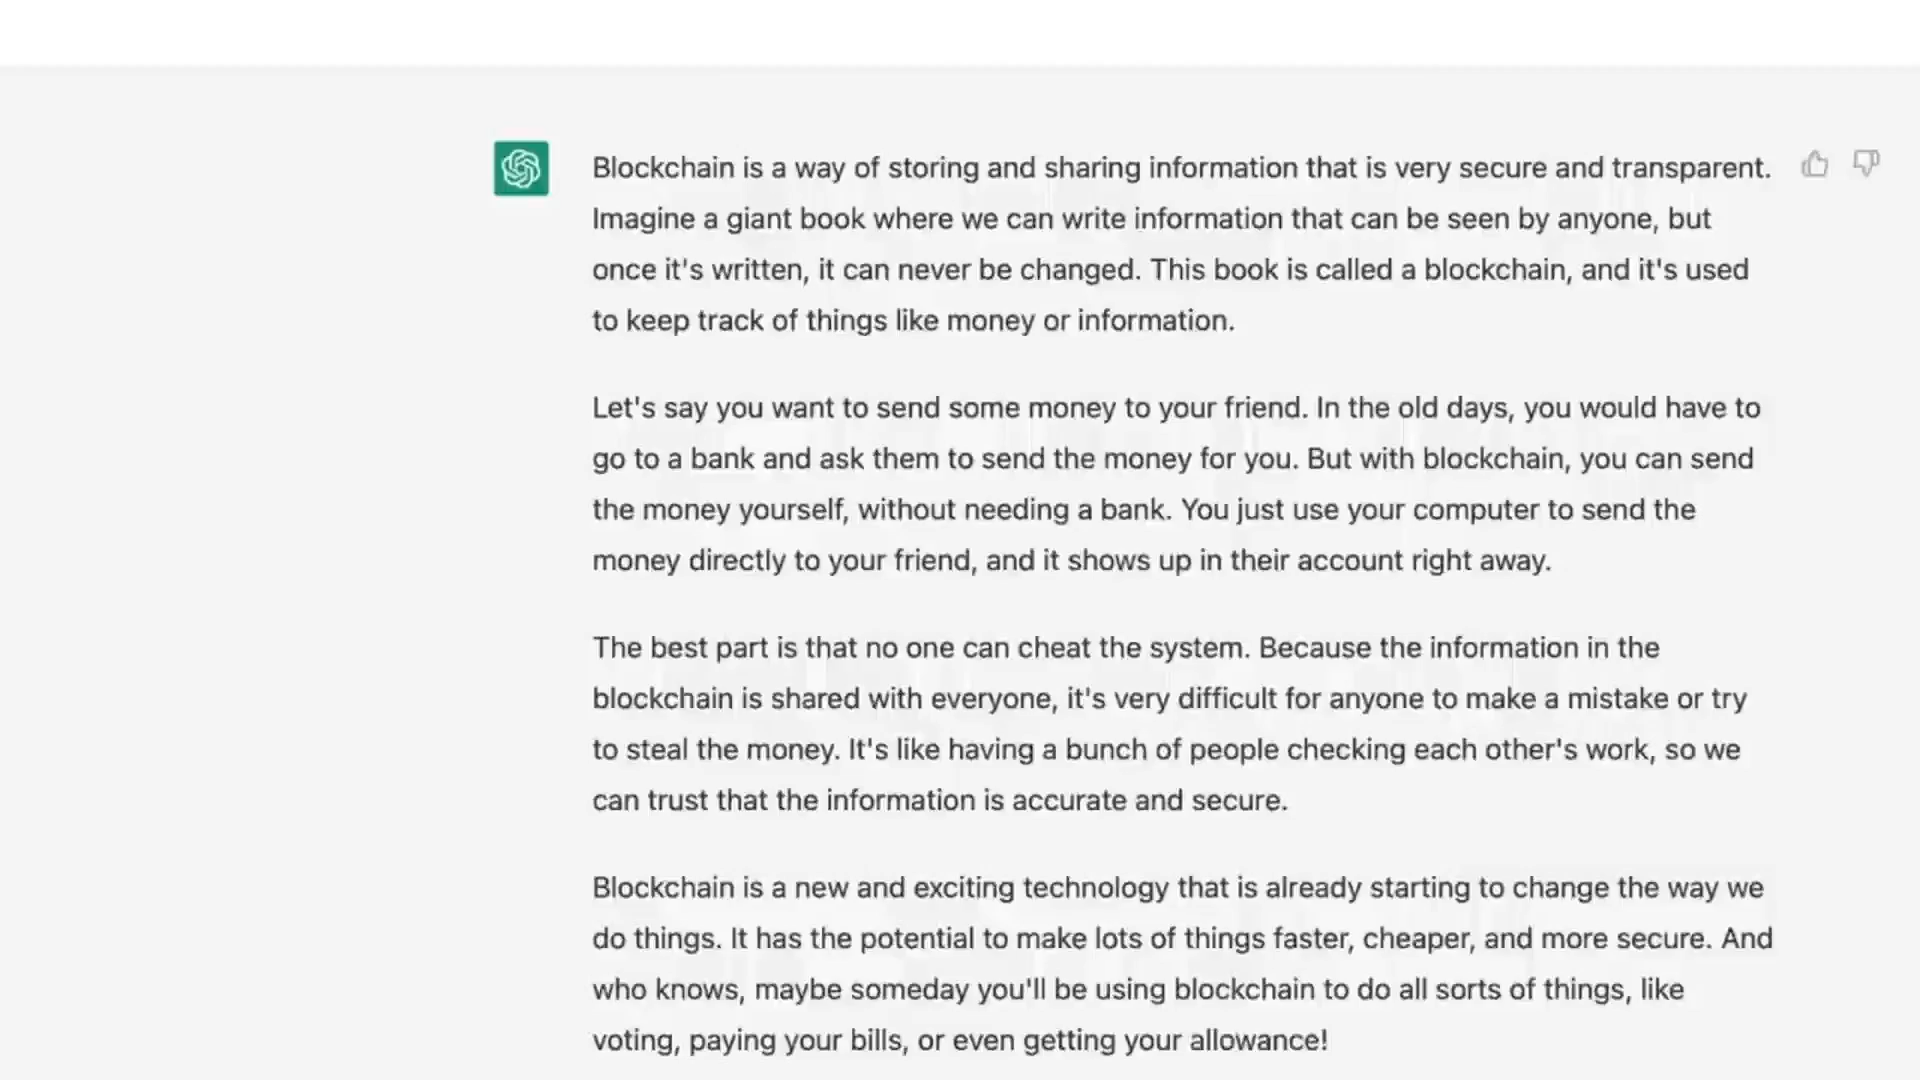 Blockchain is a way of storing and sharing information that is very secure and transparent.
Imagine a giant book where we can write information that can be seen by anyone, but
once it's written, it can never be changed. This book is called a blockchain, and it's used
to keep track of things like money or information.
Let's say you want to send some money to your friend. In the old days, you would have to
go to a bank and ask them to send the money for you. But with blockchain, you can send
the money yourself, without needing a bank. You just use your computer to send the
money directly to your friend, and it shows up in their account right away.
The best part is that no one can cheat the system. Because the information in the
blockchain is shared with everyone, it's very difficult for anyone to make a mistake or try
to steal the money. It's like having a bunch of people checking each other's work, so we
can trust that the information is accurate and secure.
Blockchain is a new and exciting technology that is already starting to change the way we
do things. It has the potential to make lots of things faster, cheaper, and more secure. And
who knows, maybe someday you'll be using blockchain to do all sorts of things, like
voting, paying your bills, or even getting your allowance!